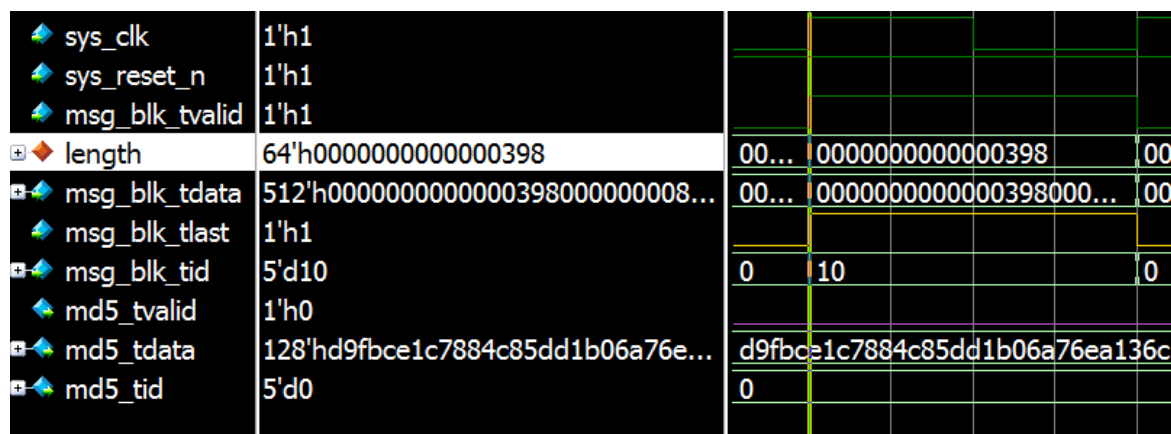 sys_clk 1'h1
sys_reset_n 1'h1
msg_blk_tvalid 1'h1
length 64'h0000000000000398 00... 0000000000000398 00
msg_blk_tdata 512'h0000000000000398000000008... 00... 0000000000000398000... 00
msg_blk_tlast 1'h1
msg_blk_tid 5'd10 0 10 0
md5_tvalid 1'h0
md5_tdata 128'hd9fbce1c7884c85dd1b06a76e... d9fbce1c7884c85dd1b06a76ea136c
md5_tid 5'd0 0